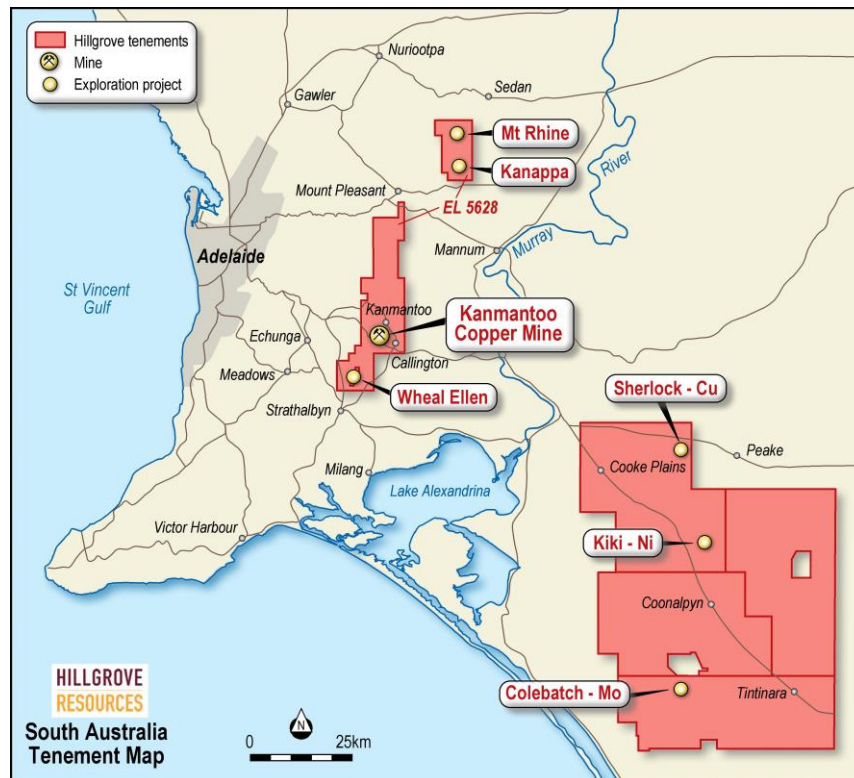 Hillgrove tenements
Mine
Exploration project
Nuriootpa
Sedan
Gawler
Mt Rhine
Kanappa
Mount Pleasant
EL 5628
River
Murray
Mannum
Adelaide
St Vincent
Gulf
Kanmantoo
Kanmantoo
Copper Mine
Echunga
Callington
Meadows
Wheal Ellen
Strathalbyn
Sherlock - Cu
Peake
Cooke Plains
Milang
Lake Alexandrina
Victor Harbour
Kiki - Ni
Coonalpyn
Colebatch - Mo
Tintinara
HILLGROVE
RESOURCES
South Australia
Tenement Map
N
0 25km